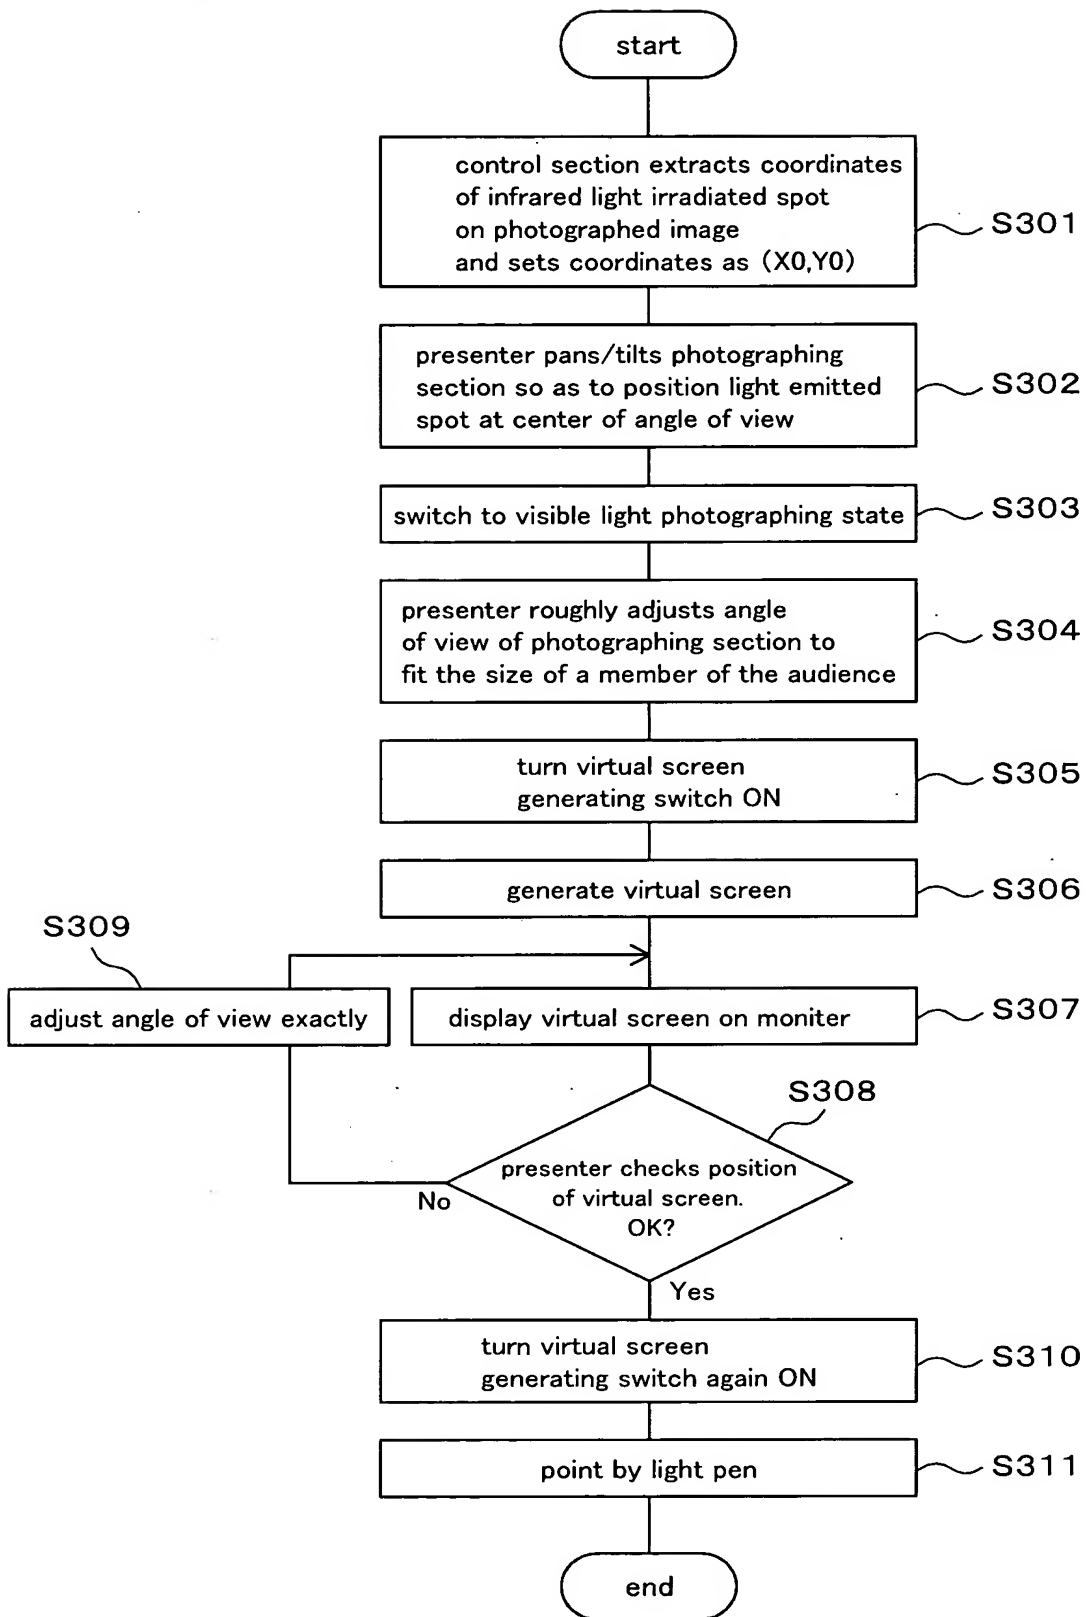 start
control section extracts coordinates
of infrared light irradiated spot
on photographed image
and sets coordinates as (X0,Y0)
S301
presenter pans/tilts photographing
section so as to position light emitted
spot at center of angle of view
S302
switch to visible light photographing state
S303
presenter roughly adjusts angle
of view of photographing section to
fit the size of a member of the audience
S304
turn virtual screen
generating switch ON
S305
generate virtual screen
S306
S309
adjust angle of view exactly
display virtual screen on moniter
S307
S308
presenter checks position
of virtual screen.
OK?
No
Yes
turn virtual screen
generating switch again ON
S310
point by light pen
S311
end